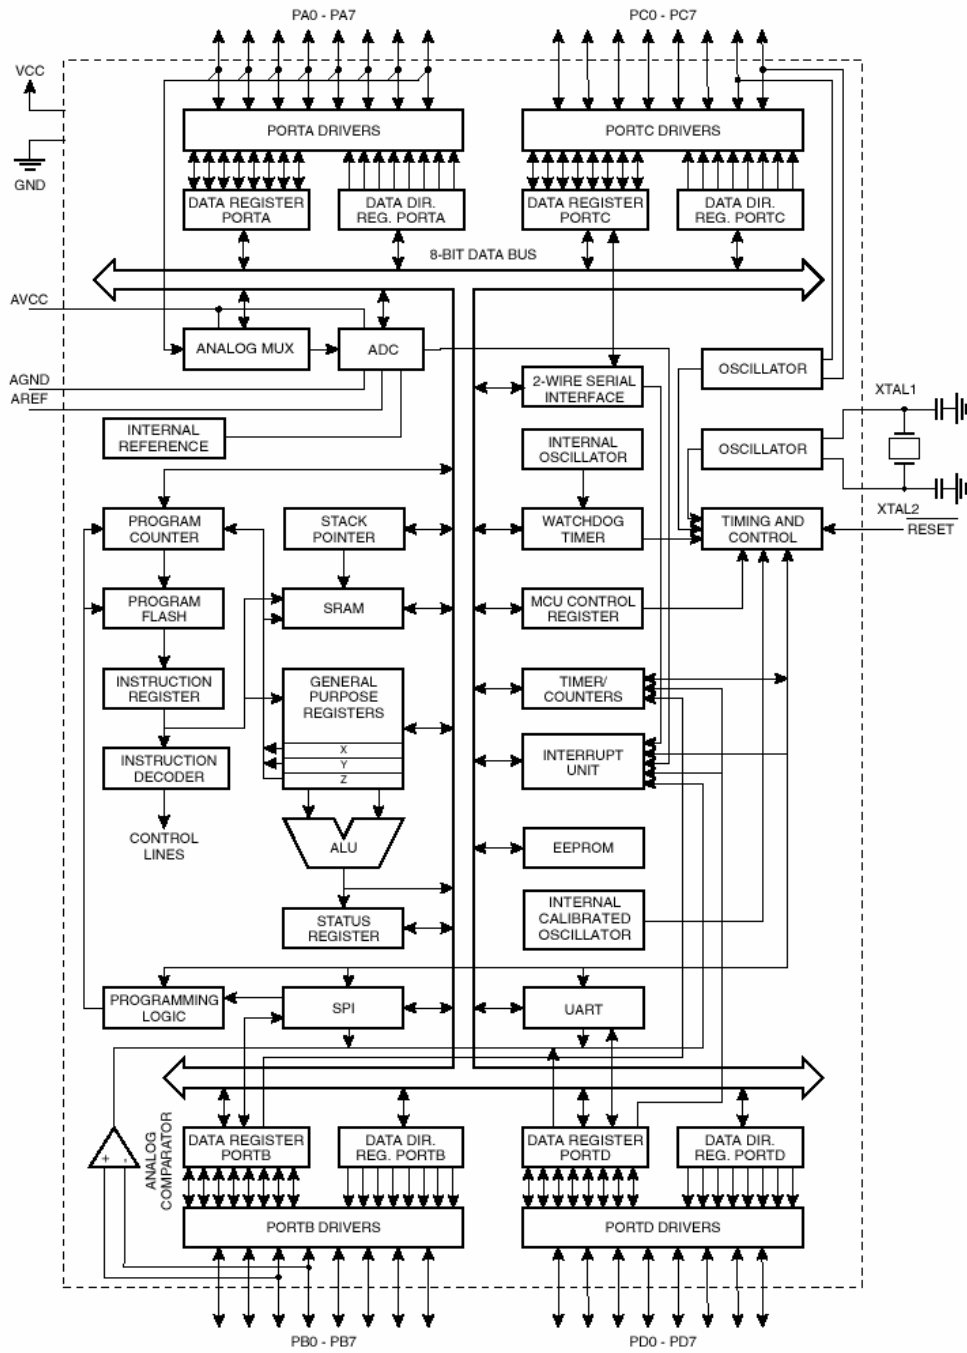 PA0 - PA7
PC0 - PC7
VCC
GND
PORTA DRIVERS
PORTC DRIVERS
DATA REGISTER
PORTA
DATA DIR.
REG. PORTA
DATA REGISTER
PORTC
DATA DIR.
REG. PORTC
8-BIT DATA BUS
AVCC
ANALOG MUX
ADC
AGND
AREF
INTERNAL
REFERENCE
2-WIRE SERIAL
INTERFACE
OSCILLATOR
XTAL1
INTERNAL
OSCILLATOR
OSCILLATOR
XTAL2
RESET
PROGRAM
COUNTER
STACK
POINTER
WATCHDOG
TIMER
TIMING AND
CONTROL
PROGRAM
FLASH
SRAM
MCU CONTROL
REGISTER
INSTRUCTION
REGISTER
GENERAL
PURPOSE
REGISTERS
X
Y
Z
TIMER/
COUNTERS
INSTRUCTION
DECODER
INTERRUPT
UNIT
CONTROL
LINES
ALU
EEPROM
STATUS
REGISTER
INTERNAL
CALIBRATED
OSCILLATOR
PROGRAMMING
LOGIC
SPI
UART
ANALOG
COMPARATOR
+
-
DATA REGISTER
PORTB
DATA DIR.
REG. PORTB
DATA REGISTER
PORTD
DATA DIR.
REG. PORTD
PORTB DRIVERS
PORTD DRIVERS
PB0 - PB7
PD0 - PD7